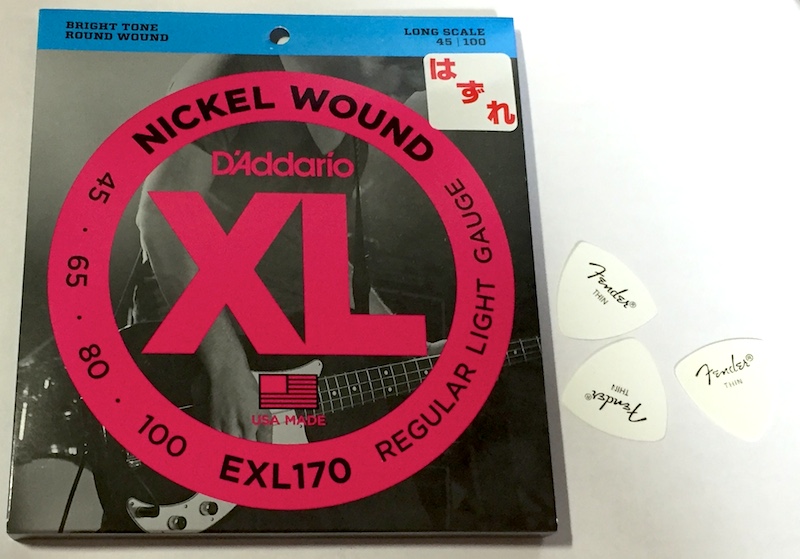 BRIGHT TONE
ROUND WOUND
LONG SCALE
45 | 100
はずれ
NICKEL WOUND
D'Addario
XL
45 · 65 · 80 · 100
REGULAR LIGHT GAUGE
USA MADE
EXL170
Fender®
THIN
Fender®
THIN
Fender®
THIN